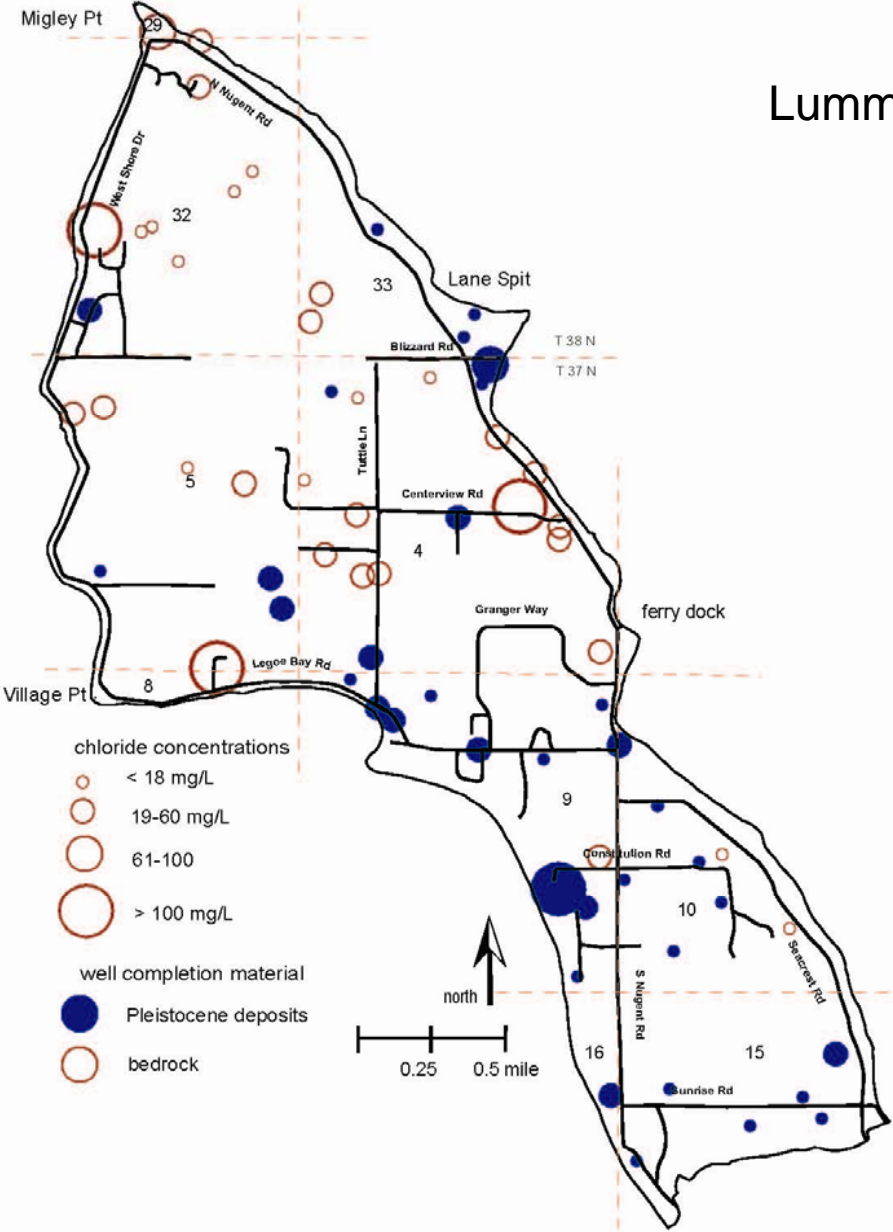 Migley Pt
29
Lumm
N Nugent Rd
West Shore Dr
32
33
Lane Spit
Blizzard Rd
T 38 N
T 37 N
Tuttle Ln
5
Centerview Rd
4
Granger Way
ferry dock
Legoe Bay Rd
8
Village Pt
chloride concentrations
< 18 mg/L
19-60 mg/L
61-100
> 100 mg/L
9
Constitution Rd
10
well completion material
Pleistocene deposits
bedrock
north
0.25
0.5 mile
S Nugent Rd
Seacrest Rd
16
15
Sunrise Rd